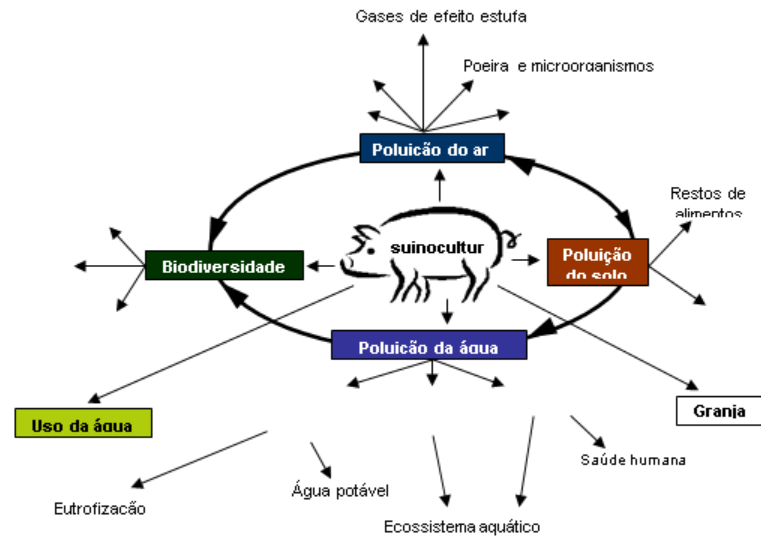 Gases de efeito estufa
Poeira e microorganismos
Poluição do ar
Restos de
alimentos
suinocultur
Biodiversidade
Poluição
do solo
Poluição da água
Uso da água
Granja
Saúde humana
Água potável
Eutrofização
Ecossistema aquático